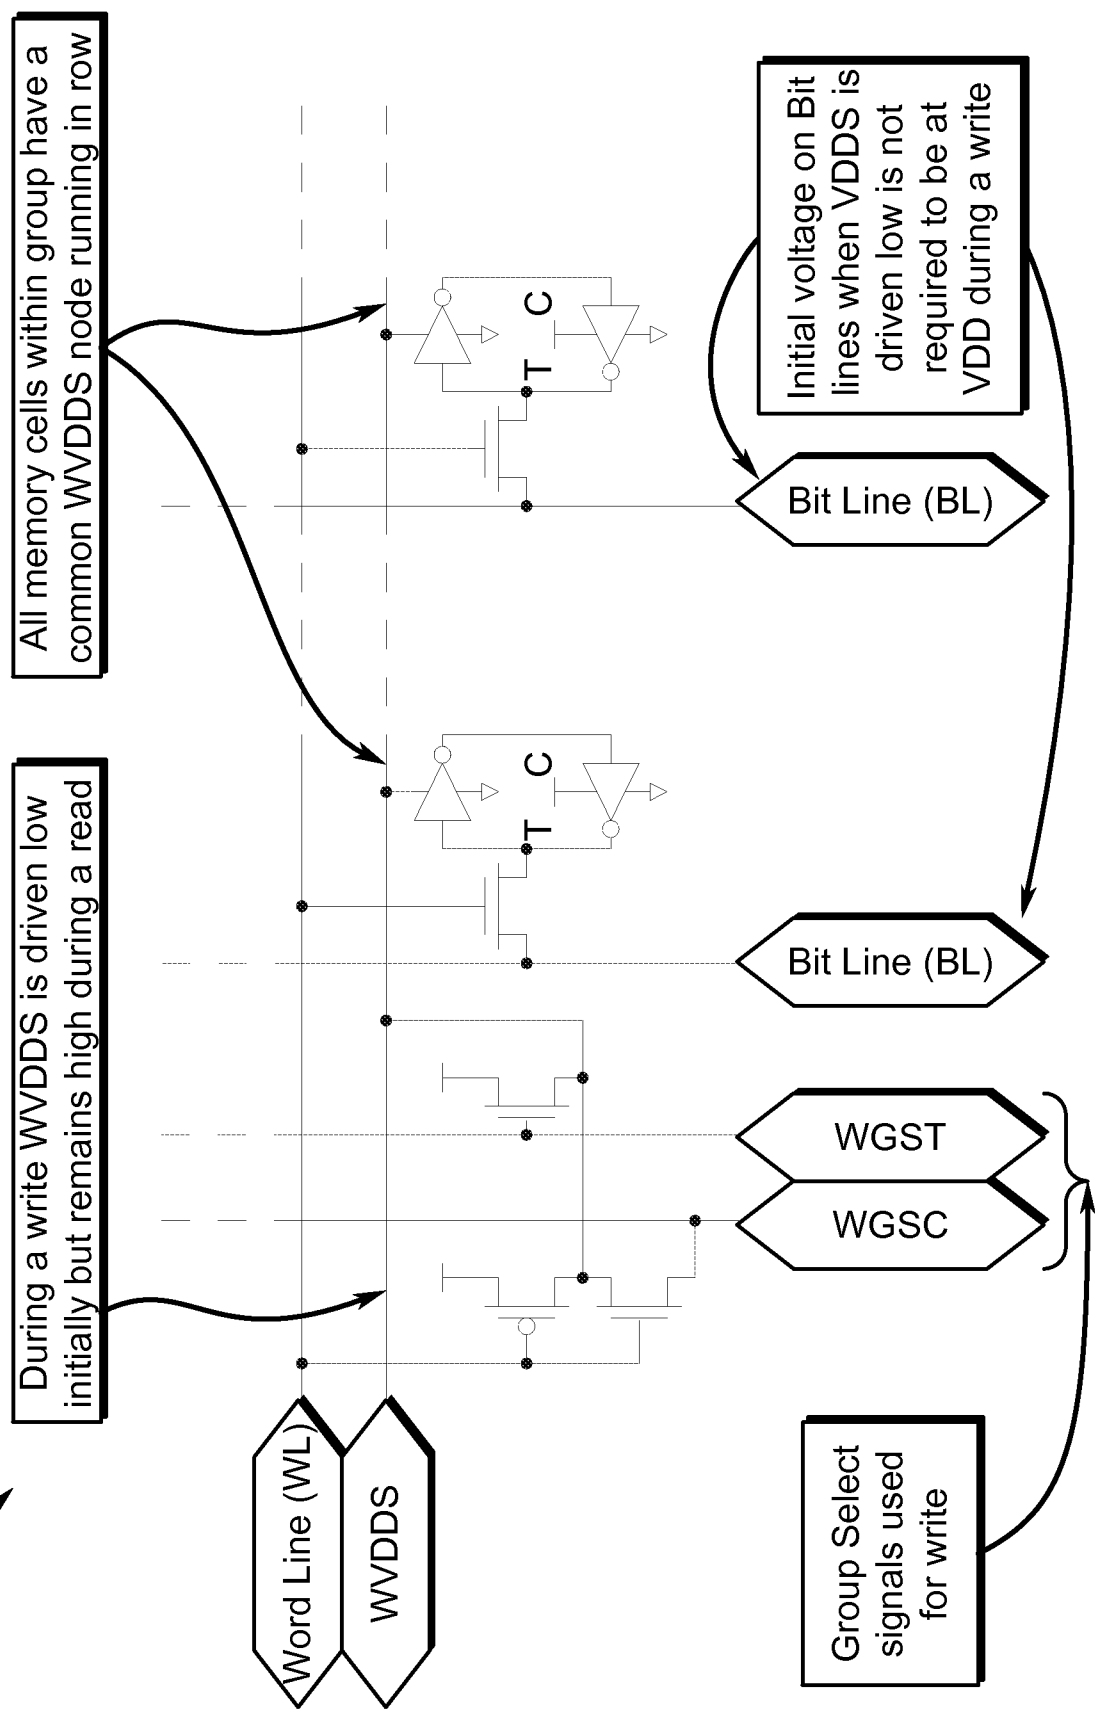 During a write WVDDS is driven low
initially but remains high during a read
All memory cells within group have a
common WVDDS node running in row
Word Line (WL)
WVDDS
T
C
T
C
Group Select
signals used
for write
WGSC
WGST
Bit Line (BL)
Bit Line (BL)
Initial voltage on Bit
lines when VDDS is
driven low is not
required to be at
VDD during a write